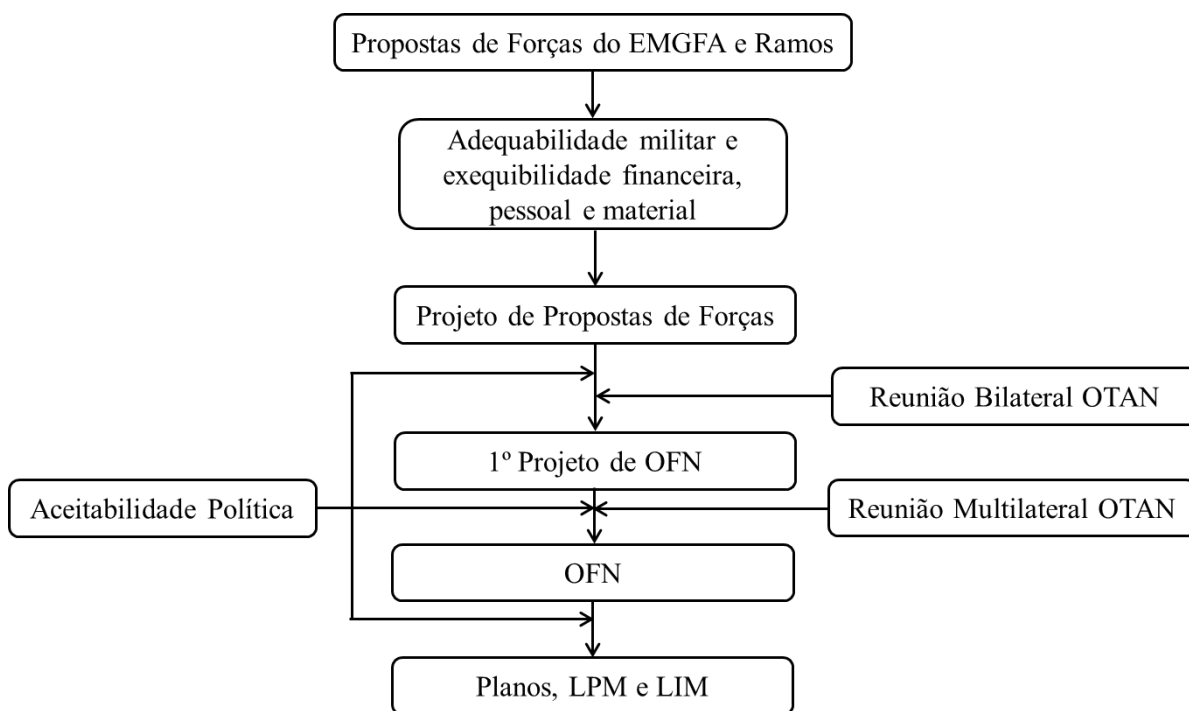 Propostas de Forças do EMGFA e Ramos
Adequabilidade militar e
exequibilidade financeira,
pessoal e material
Projeto de Propostas de Forças
Reunião Bilateral OTAN
1º Projeto de OFN
Aceitabilidade Política
Reunião Multilateral OTAN
OFN
Planos, LPM e LIM